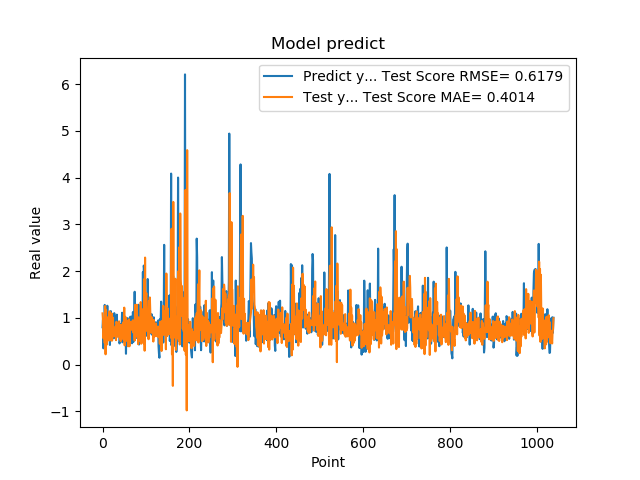 Model predict
Predict y... Test Score RMSE= 0.6179
Test y... Test Score MAE= 0.4014
Real value
6
5
4
3
2
1
0
−1
0 200 400 600 800 1000
Point